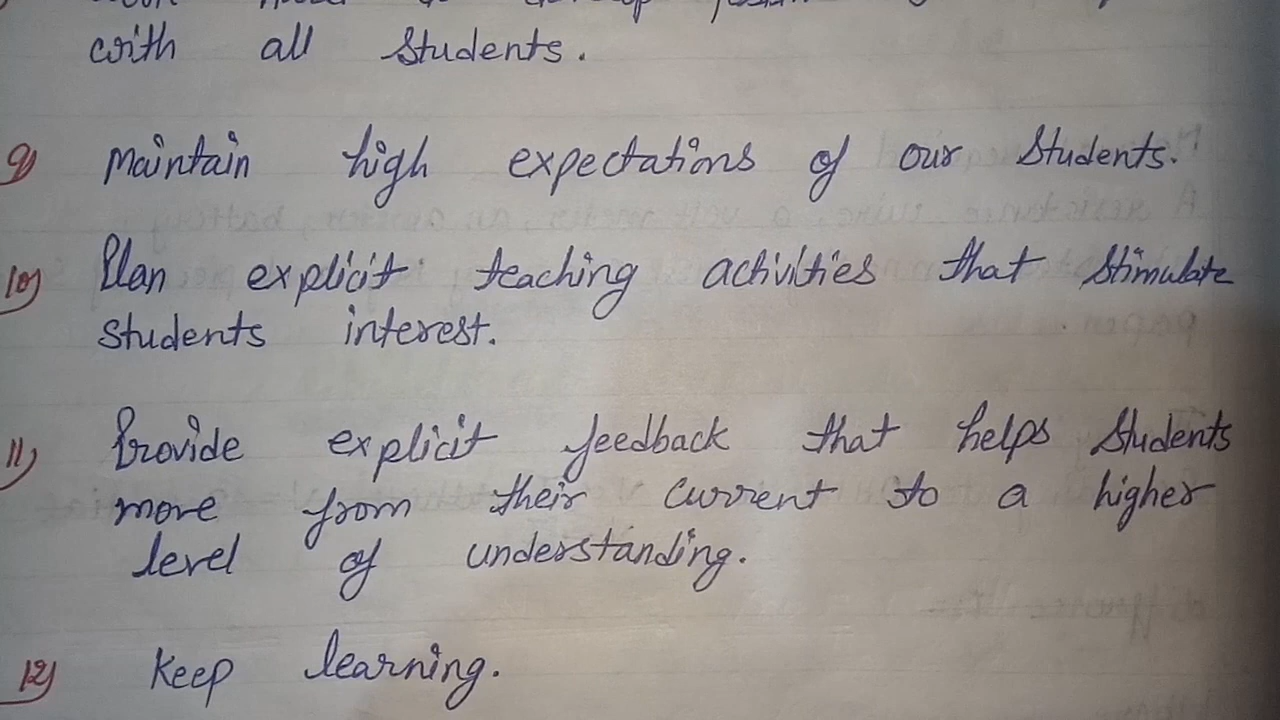 with all students.
9) Maintain high expectations of our students.
10) Plan explicit teaching activities that stimulate
students interest.
11) Provide explicit feedback that helps students
more from their current to a higher
level of understanding.
12) Keep learning.